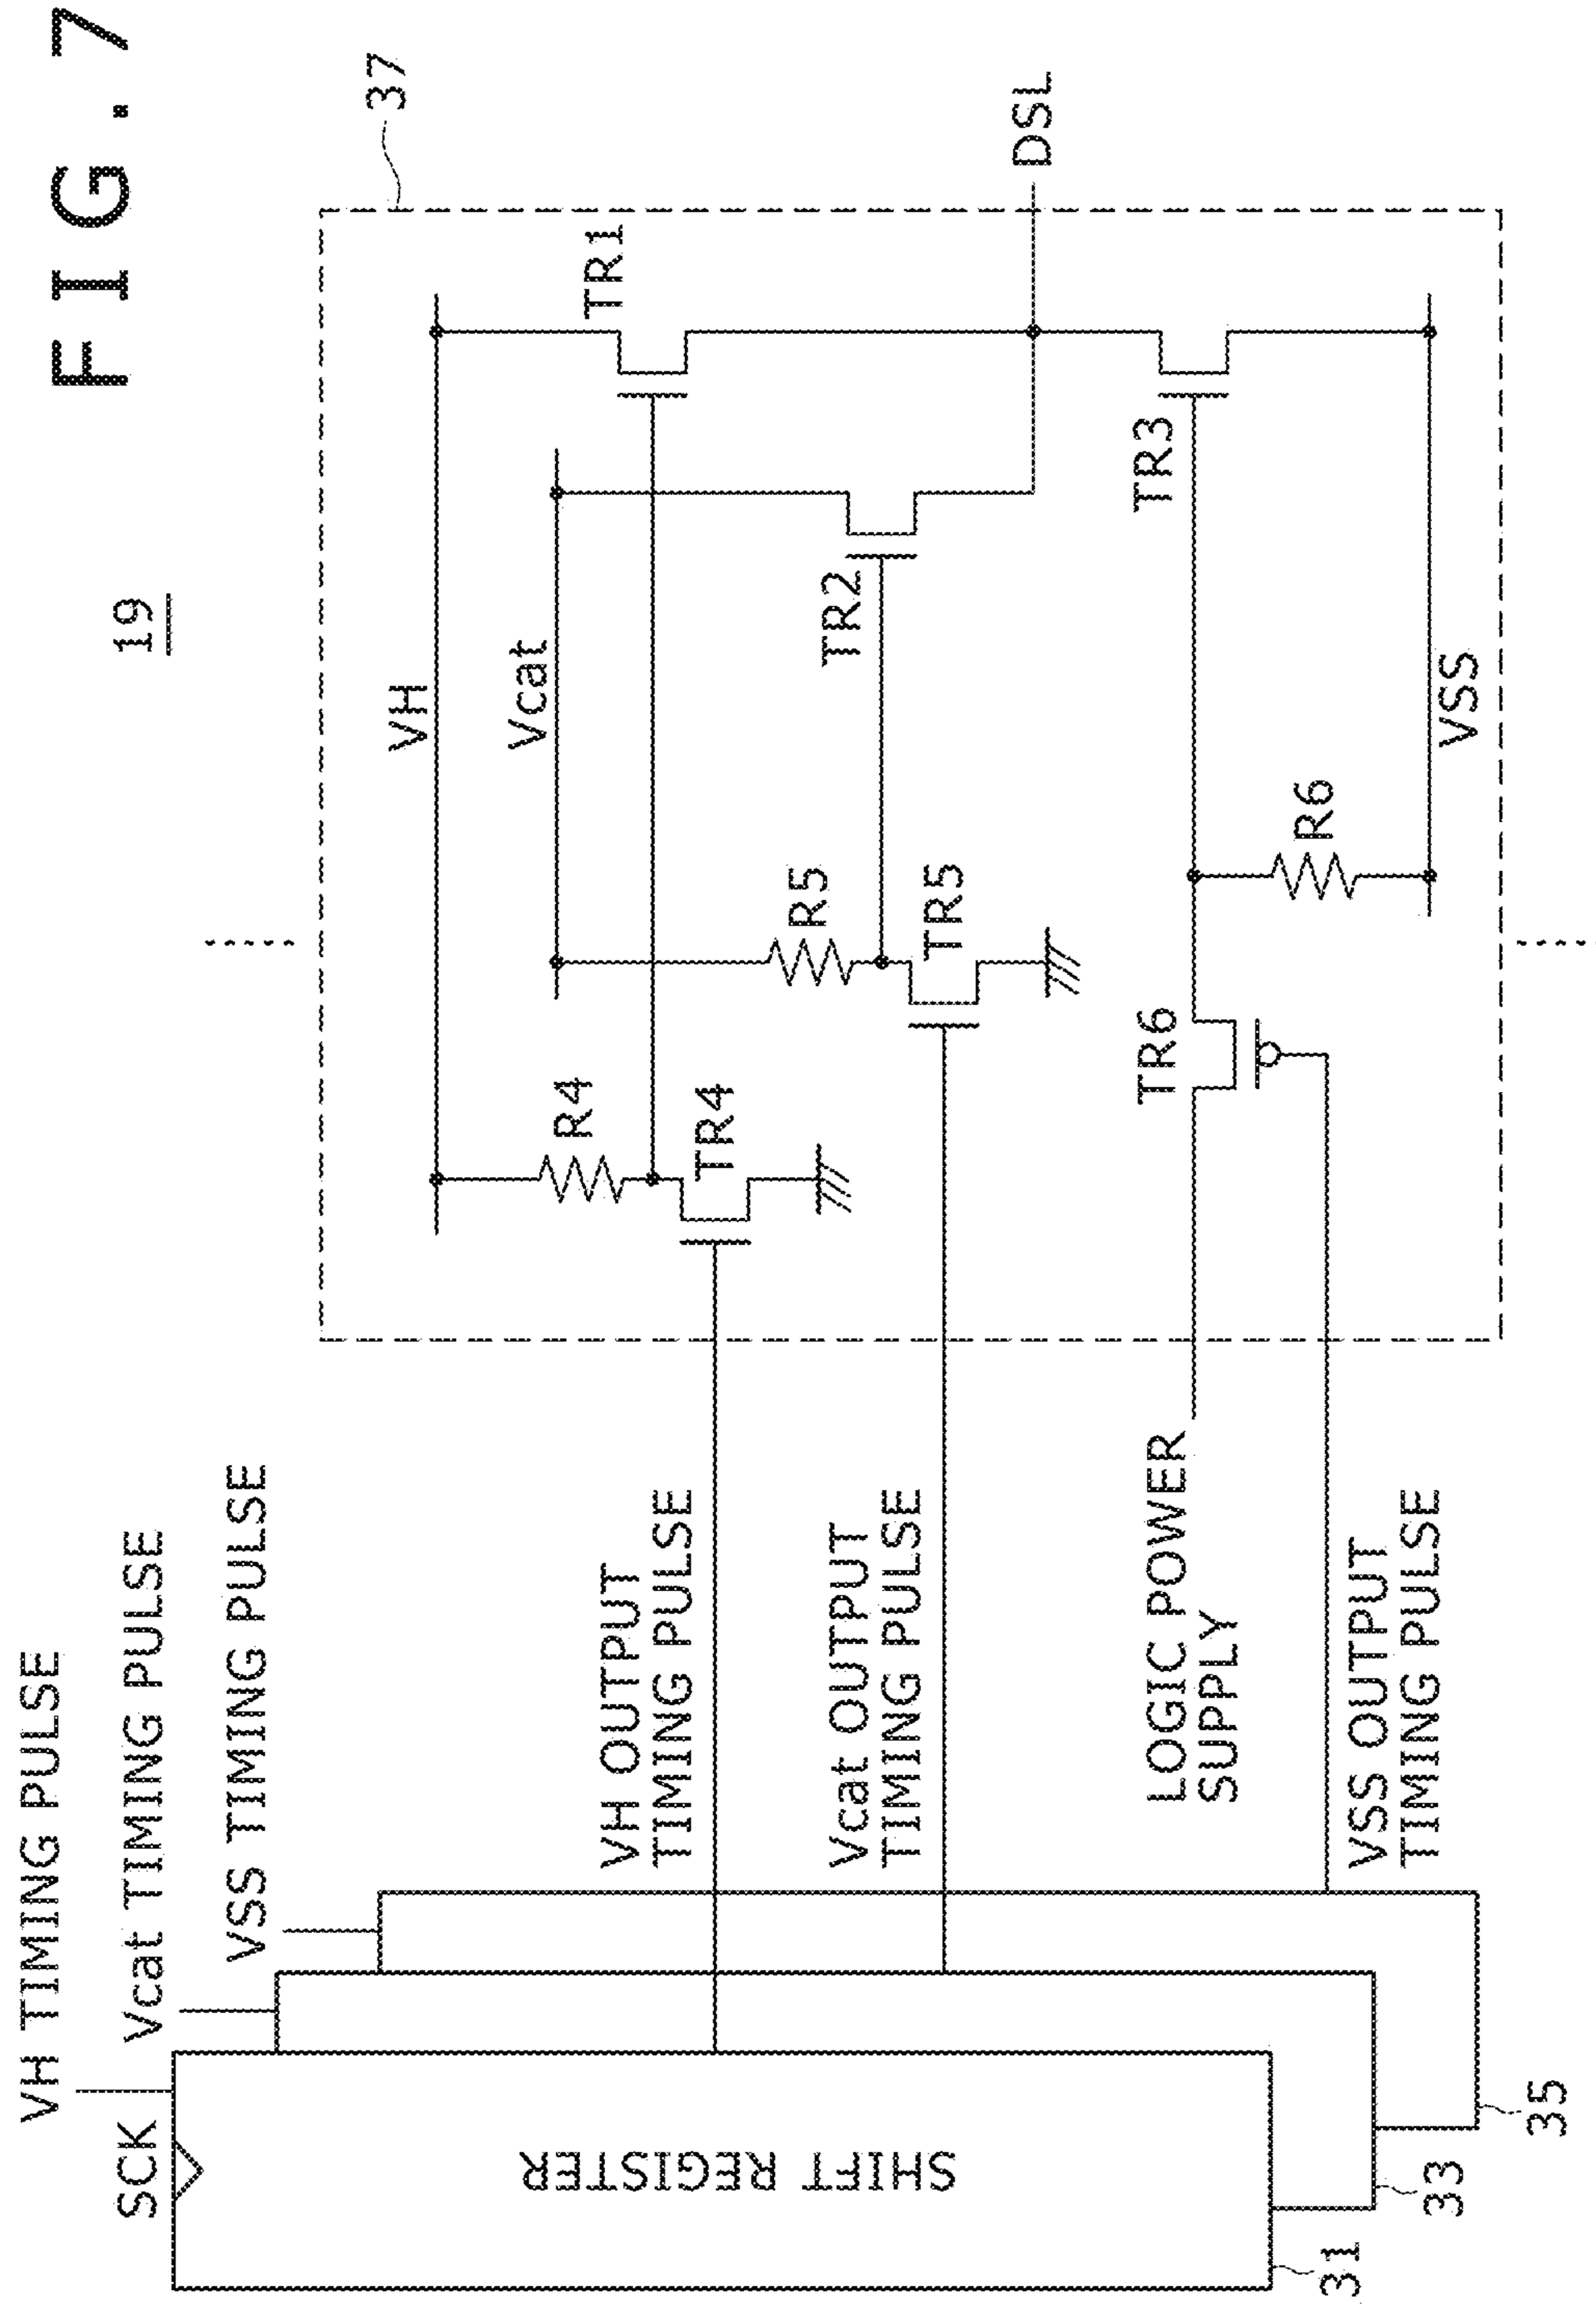 FIG.7
19
VH TIMING PULSE
Vcat TIMING PULSE
VSS TIMING PULSE
SCK
SHIFT REGISTER
31
33
35
VH OUTPUT
TIMING PULSE
Vcat OUTPUT
TIMING PULSE
LOGIC POWER
SUPPLY
VSS OUTPUT
TIMING PULSE
37
VH
Vcat
R4
TR4
R5
TR5
TR6
R6
TR1
TR2
TR3
VSS
DSL